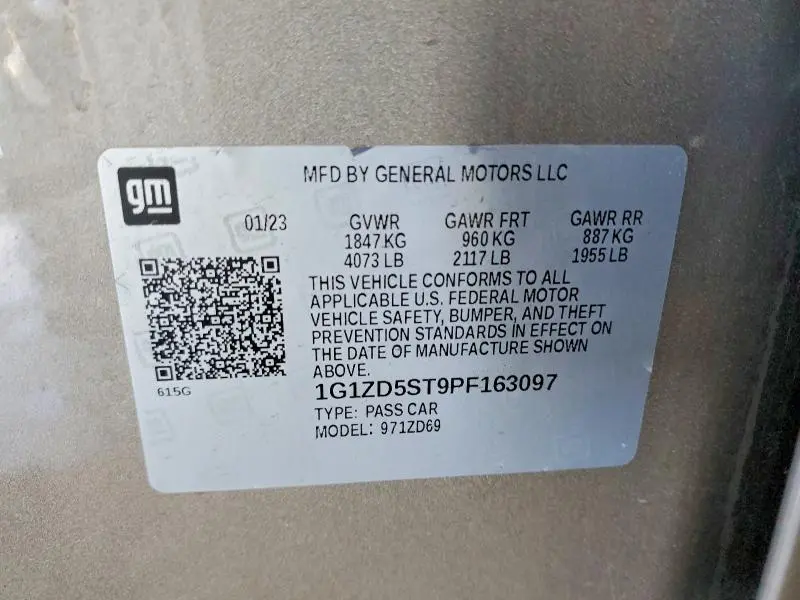 gm
MFD BY GENERAL MOTORS LLC
01/23 GVWR GAWR FRT GAWR RR
1847 KG 960 KG 887 KG
4073 LB 2117 LB 1955 LB
THIS VEHICLE CONFORMS TO ALL
APPLICABLE U.S. FEDERAL MOTOR
VEHICLE SAFETY, BUMPER, AND THEFT
PREVENTION STANDARDS IN EFFECT ON
THE DATE OF MANUFACTURE SHOWN
ABOVE.
615G
1G1ZD5ST9PF163097
TYPE: PASS CAR
MODEL: 971ZD69